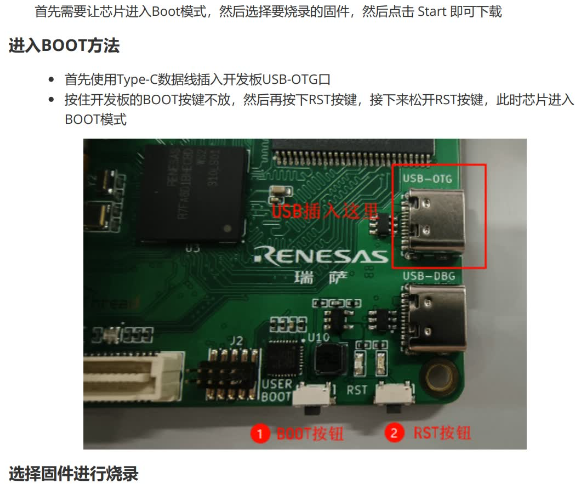 首先需要让芯片进入Boot模式，然后选择要烧录的固件，然后点击 Start 即可下载
进入BOOT方法
首先使用Type-C数据线插入开发板USB-OTG口
按住开发板的BOOT按键不放，然后再按下RST按键，接下来松开RST按键，此时芯片进入
BOOT模式
USB-OTG
Y2
RENESAS
USB插入这里
U3
RENESAS
瑞萨
USB-DBG
J2
U10
USER
BOOT
RST
1 BOOT按钮
2 RST按钮
选择固件进行烧录